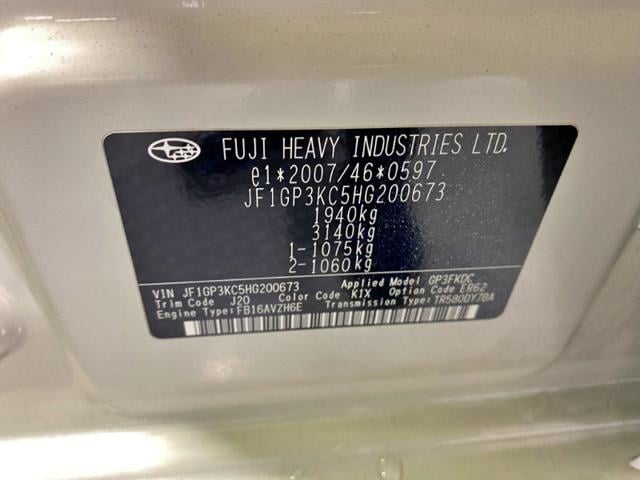 FUJI HEAVY INDUSTRIES LTD.
e1*2007/46*0597
JF1GP3KC5HG200673
1940kg
3140kg
1-1075kg
2-1060kg
VIN JF1GP3KC5HG200673 Applied Model GP3FKDC
Trim Code J20 Color Code K1X Option Code ER62
Engine Type:FB16AVZH6E Transmission Type:TR580DY7BA